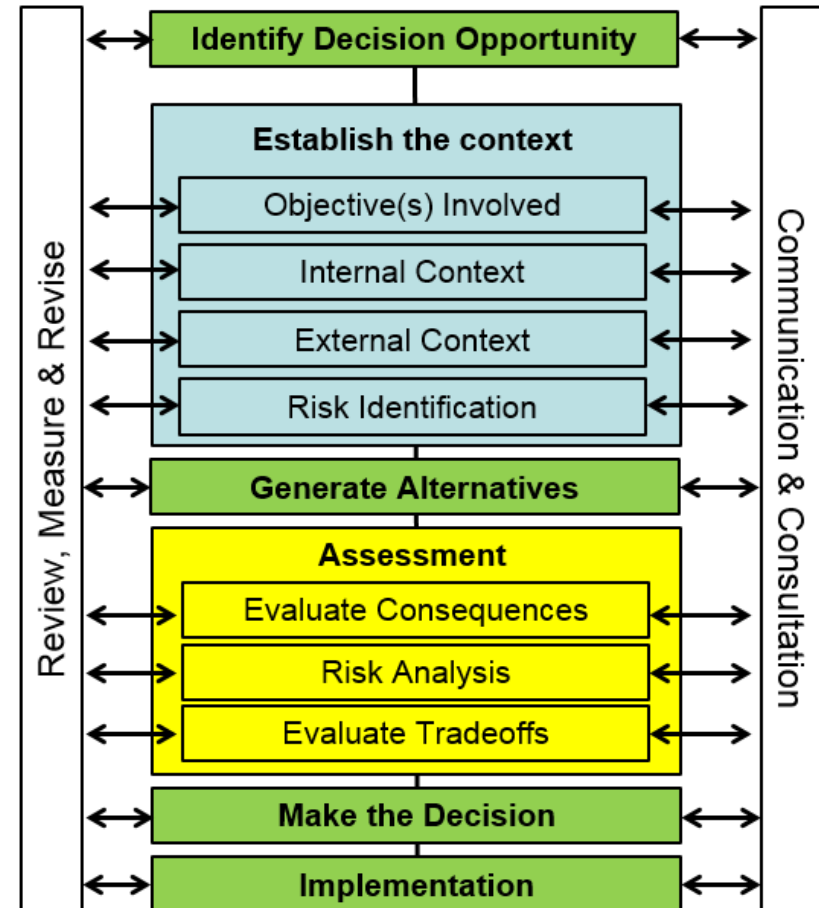 Identify Decision Opportunity
Establish the context
Objective(s) Involved
Internal Context
External Context
Risk Identification
Generate Alternatives
Assessment
Evaluate Consequences
Risk Analysis
Evaluate Tradeoffs
Make the Decision
Implementation
Review, Measure & Revise
Communication & Consultation